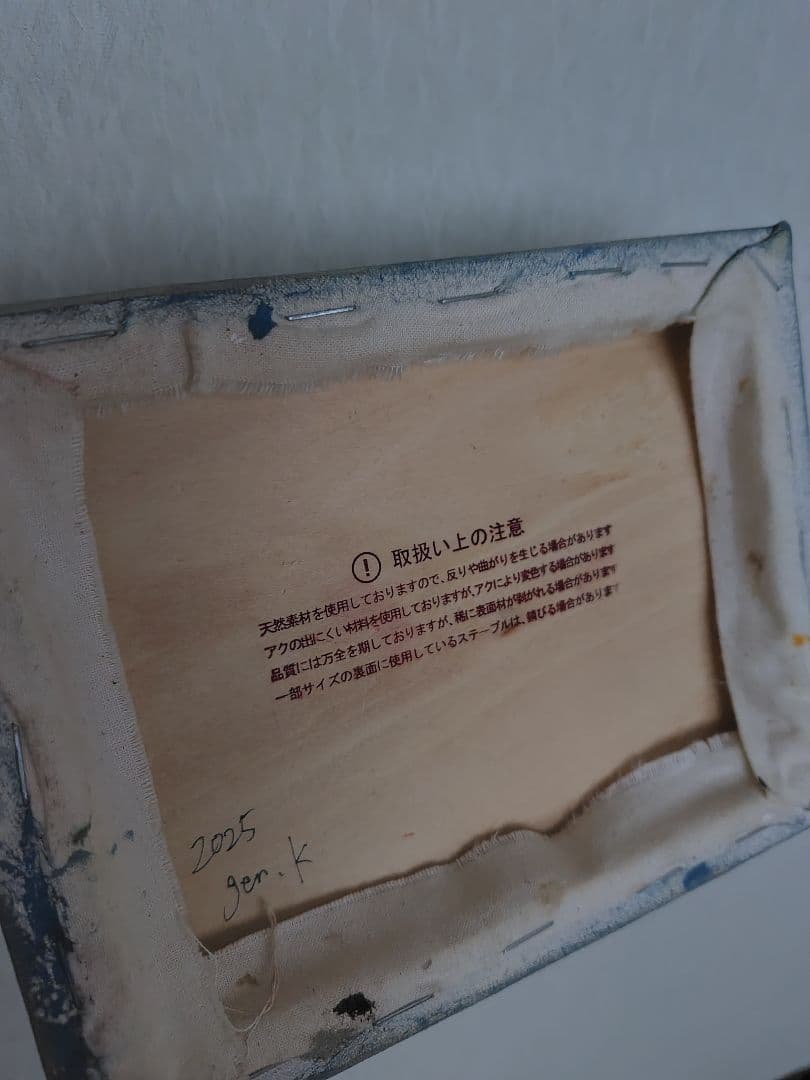 取扱い上の注意
天然素材を使用しておりますので、反りや曲がりを生じる場合があります
アクの出にくい材料を使用しておりますが、アクにより変色する場合があります
品質には万全を期しておりますが、稀に表面材が剥がれる場合があります
一部サイズの裏面に使用しているステープルは、錆びる場合があります
2025
gen.k